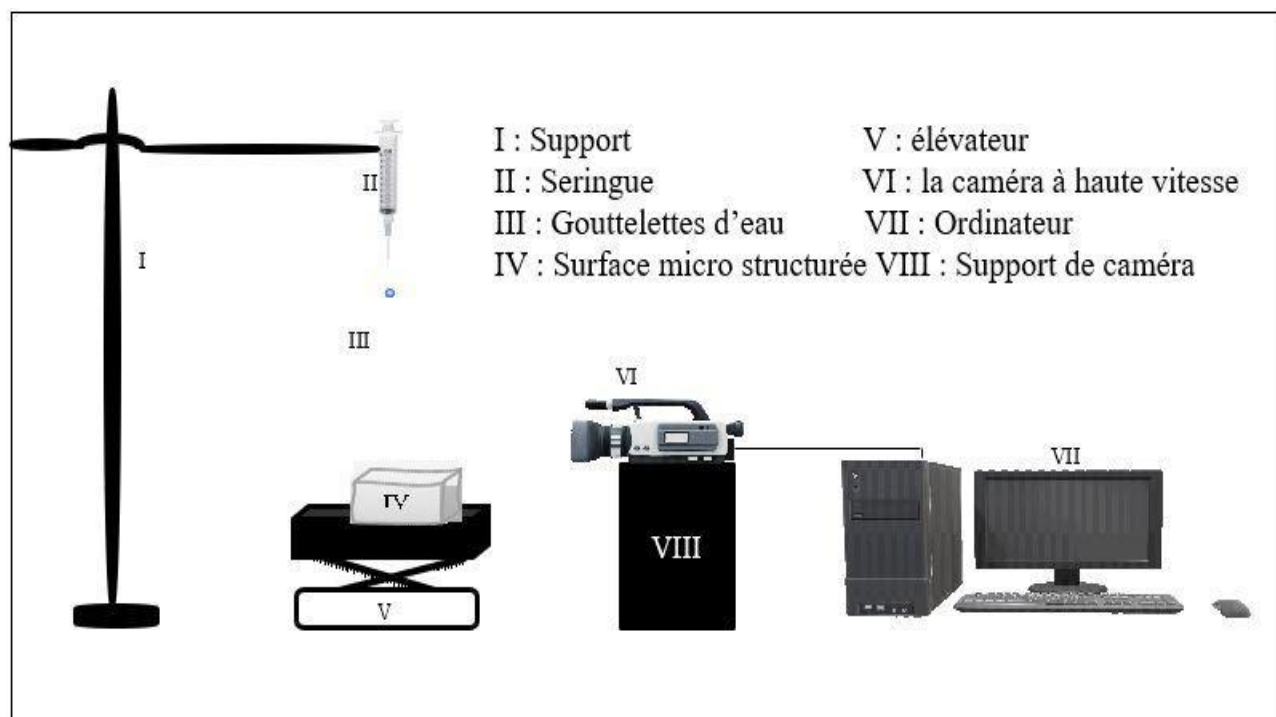 I : Support V : élévateur
II : Seringue VI : la caméra à haute vitesse
III : Gouttelettes d’eau VII : Ordinateur
IV : Surface micro structurée VIII : Support de caméra
II
I
III
VI
VII
IV
VIII
V